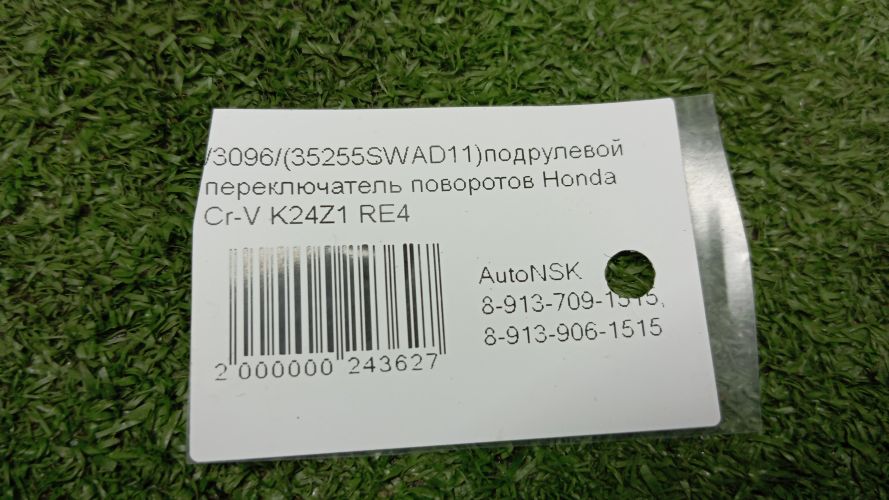 /3096/(35255SWAD11)подрулевой
переключатель поворотов Honda
Cr-V K24Z1 RE4
AutoNSK
8-913-709-1515,
8-913-906-1515
2 000000 243627